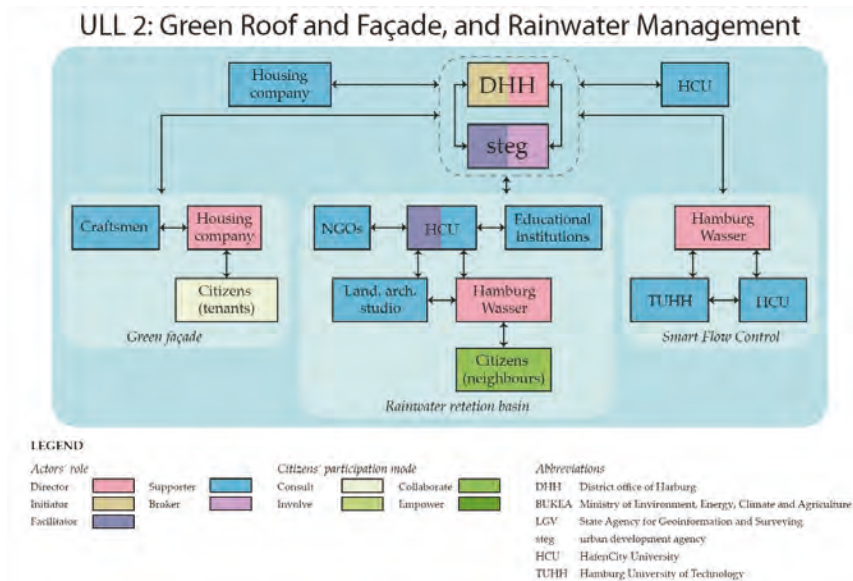 ULL 2: Green Roof and Façade, and Rainwater Management
Housing
company
DHH
HCU
steg
Craftsmen
Housing
company
Citizens
(tenants)
Green façade
NGOs
HCU
Educational
institutions
Land. arch.
studio
Hamburg
Wasser
Citizens
(neighbours)
Rainwater retetion basin
Hamburg
Wasser
TUHH
HCU
Smart Flow Control
LEGEND
Actors' role
Director
Supporter
Initiator
Broker
Facilitator
Citizens' participation mode
Consult
Collaborate
Involve
Empower
Abbreviations
DHH District office of Harburg
BUKEA Ministry of Environment, Energy, Climate and Agriculture
LGV State Agency for Geoinformation and Surveying
steg urban development agency
HCU HafenCity University
TUHH Hamburg University of Technology